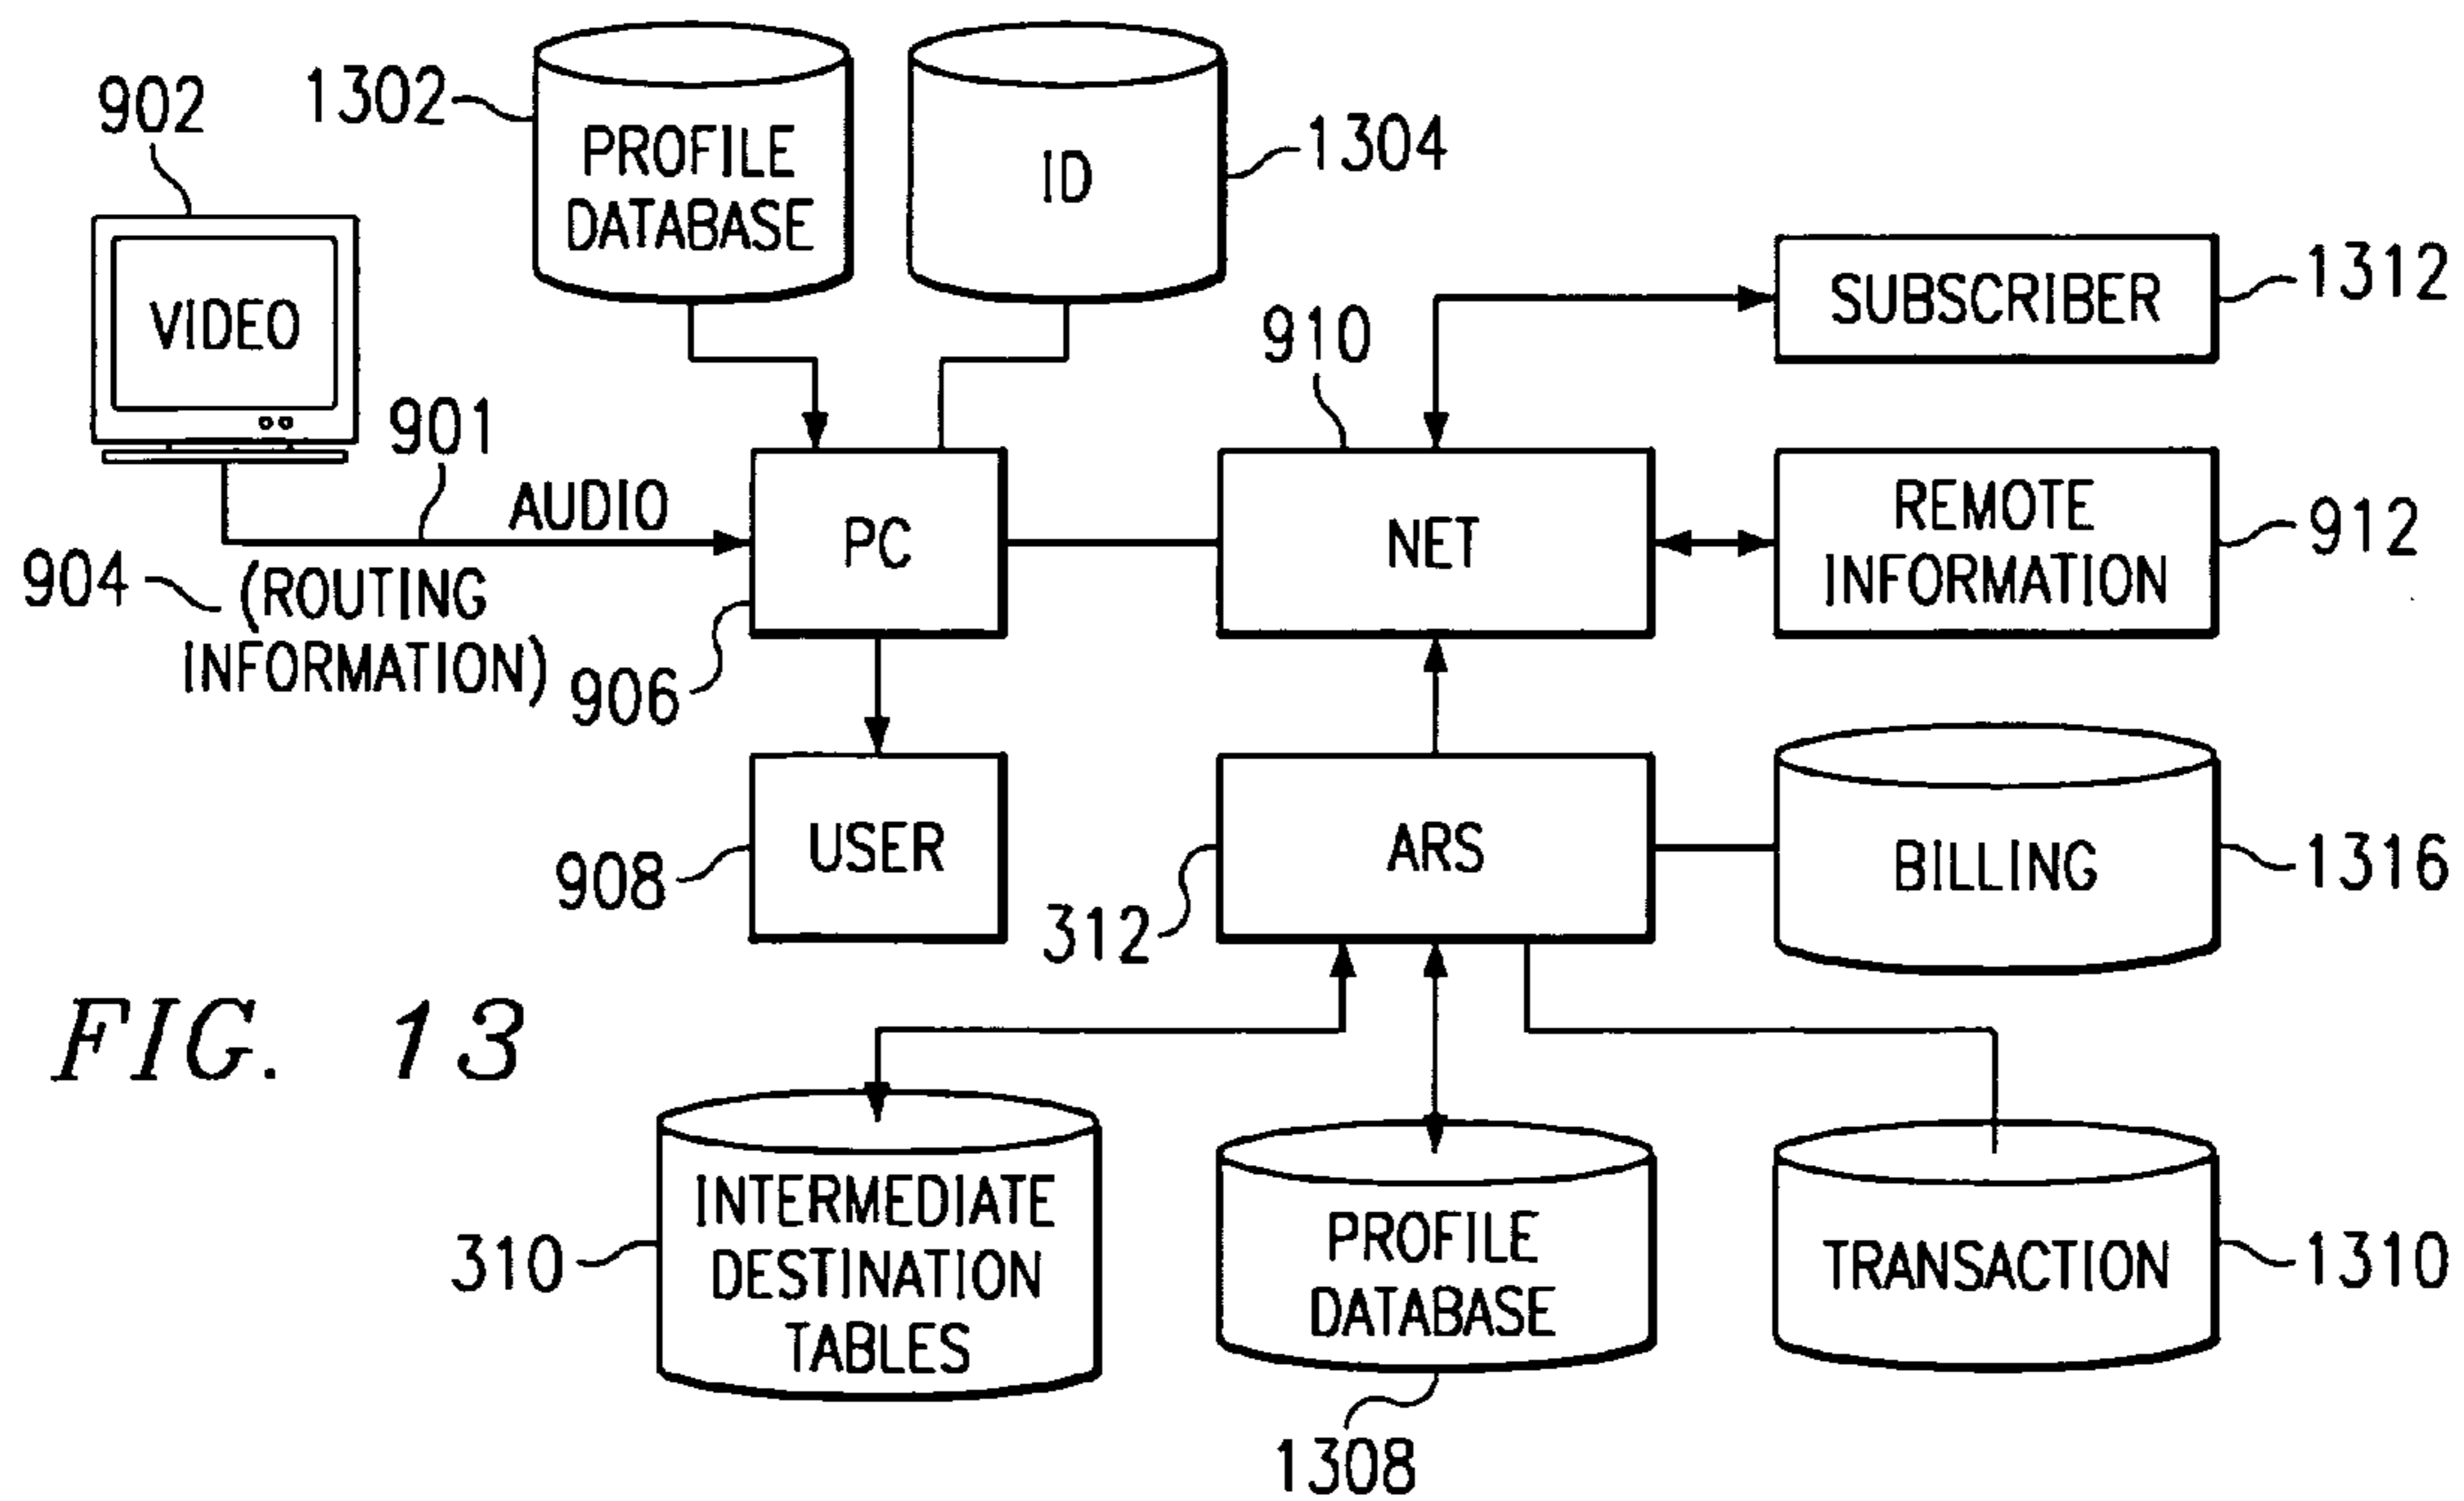 902
1302
PROFILE
DATABASE
ID
1304
VIDEO
SUBSCRIBER
1312
910
901
AUDIO
904
(ROUTING
INFORMATION)
PC
906
NET
REMOTE
INFORMATION
912
USER
908
ARS
312
BILLING
1316
FIG. 13
INTERMEDIATE
DESTINATION
TABLES
310
PROFILE
DATABASE
1308
TRANSACTION
1310